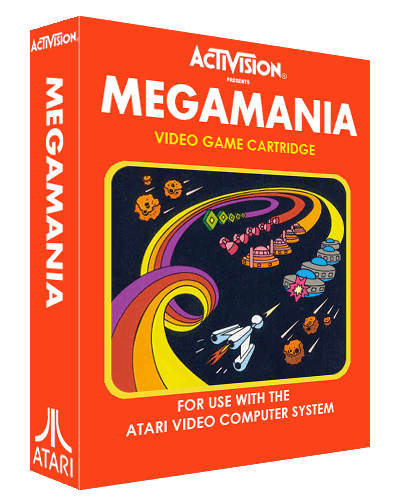 ACTIVISION®
MEGAMANIA
ATARI
ACTIVISION®
PRESENTS
MEGAMANIA
VIDEO GAME CARTRIDGE
FOR USE WITH THE
ATARI VIDEO COMPUTER SYSTEM